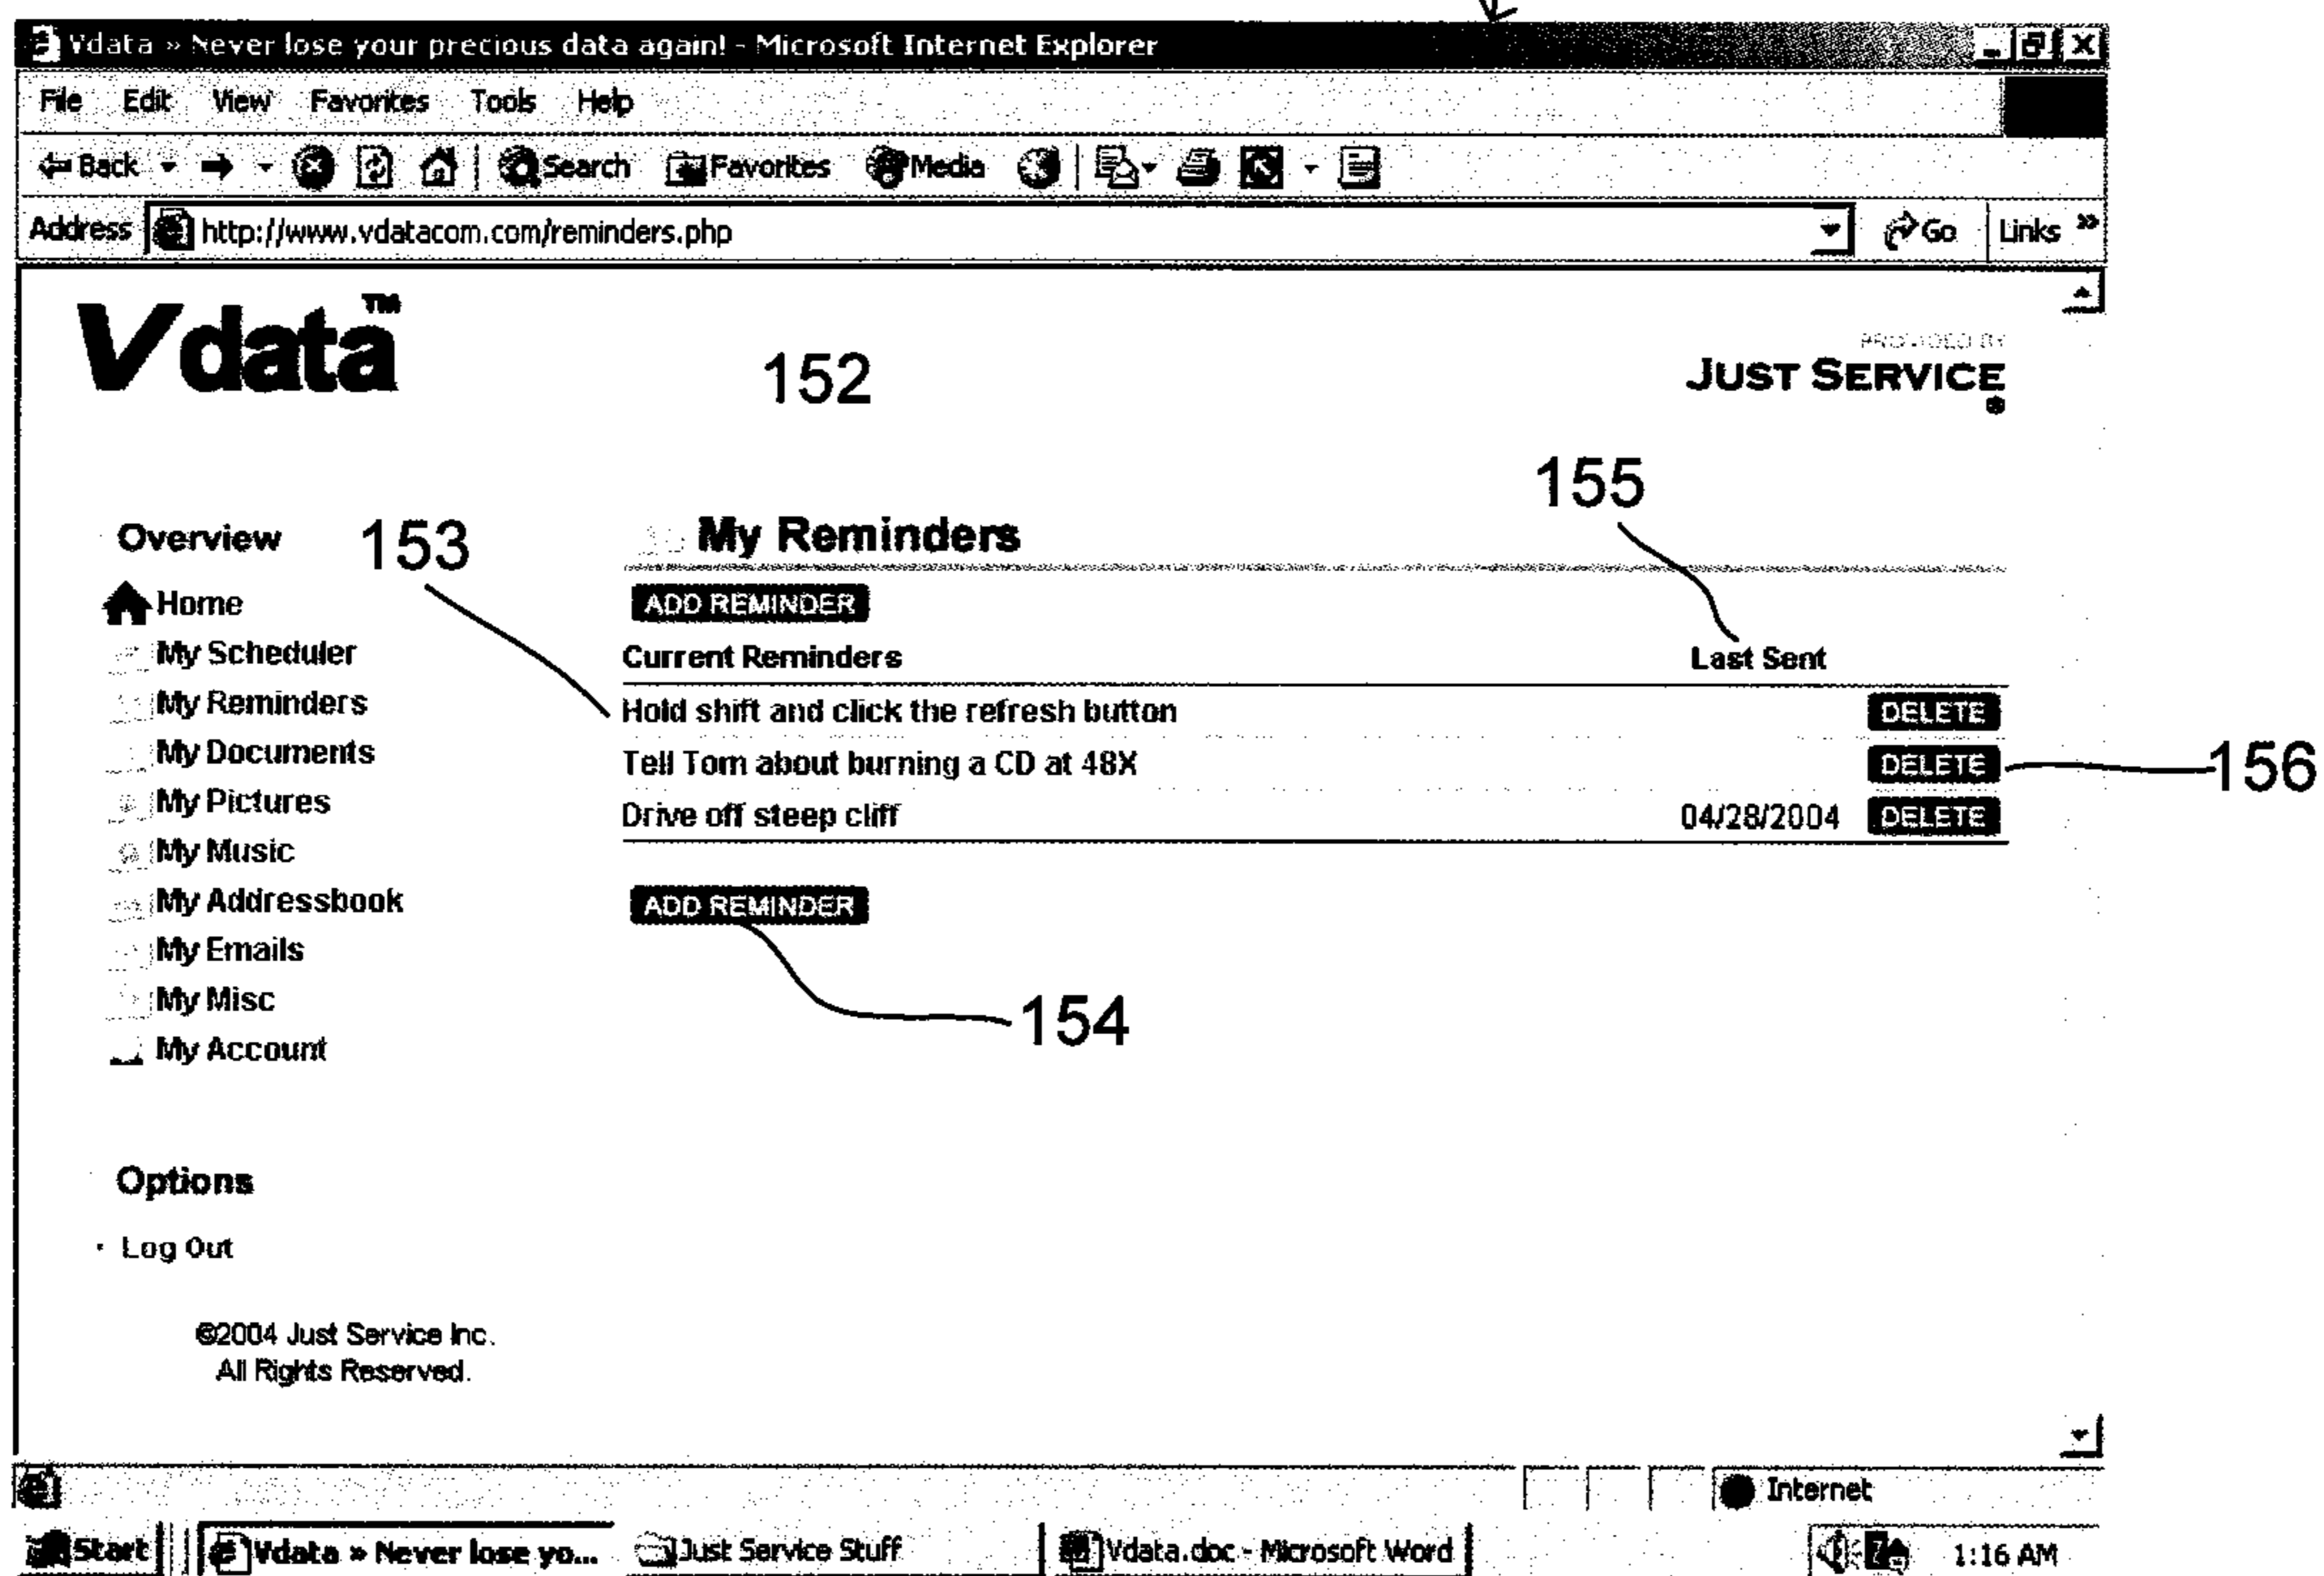 Vdata » Never lose your precious data again! - Microsoft Internet Explorer
File Edit View Favorites Tools Help
Back Search Favorites Media
Address http://www.vdatacom.com/reminders.php Go Links »
Vdata™
152
PROVIDED BY
JUST SERVICE
®
155
Overview
153
My Reminders
Home
ADD REMINDER
My Scheduler
Current Reminders Last Sent
My Reminders
Hold shift and click the refresh button DELETE
My Documents
Tell Tom about burning a CD at 48X DELETE
156
My Pictures
Drive off steep cliff 04/28/2004 DELETE
My Music
My Addressbook
ADD REMINDER
My Emails
My Misc
154
My Account
Options
· Log Out
©2004 Just Service Inc.
All Rights Reserved.
Internet
Start Vdata » Never lose yo... Just Service Stuff Vdata.doc - Microsoft Word 1:16 AM